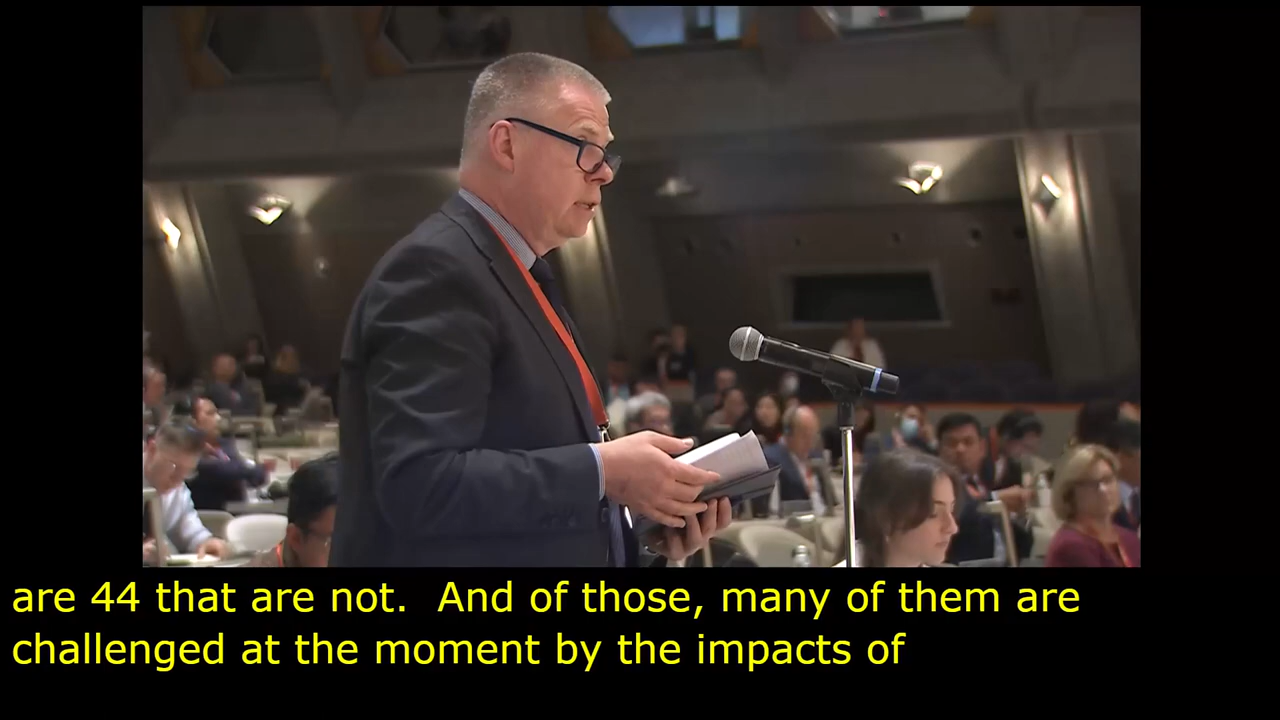 are 44 that are not.  And of those, many of them are
challenged at the moment by the impacts of